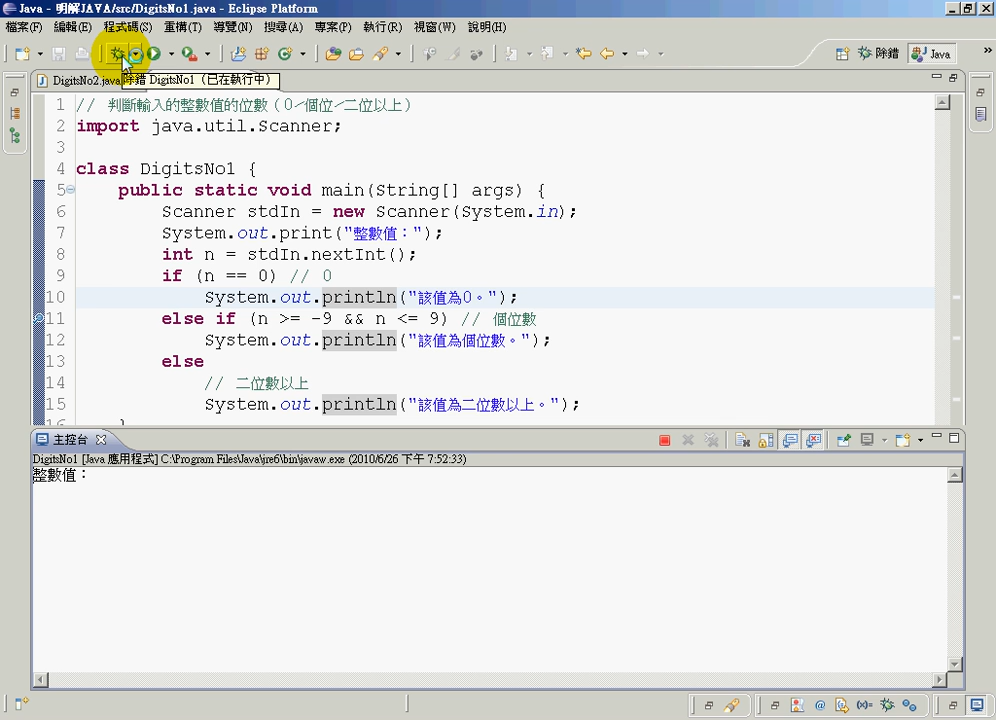 Java - 明解JAVA/src/DigitsNo1.java - Eclipse Platform
檔案(F) 編輯(E) 程式碼(S) 重構(T) 導覽(N) 搜尋(A) 專案(P) 執行(R) 視窗(W) 說明(H)
除錯 Java
DigitsNo2.java 除錯 DigitsNo1（已在執行中）
1 // 判斷輸入的整數值的位數（0／個位／二位以上）
2 import java.util.Scanner;
3
4 class DigitsNo1 {
5 public static void main(String[] args) {
6 Scanner stdIn = new Scanner(System.in);
7 System.out.print("整數值：");
8 int n = stdIn.nextInt();
9 if (n == 0) // 0
10 System.out.println("該值為0。");
11 else if (n >= -9 && n <= 9) // 個位數
12 System.out.println("該值為個位數。");
13 else
14 // 二位數以上
15 System.out.println("該值為二位數以上。");
16 }
主控台
DigitsNo1 [Java 應用程式] C:\Program Files\Java\jre6\bin\javaw.exe (2010/6/26 下午 7:52:33)
整數值：